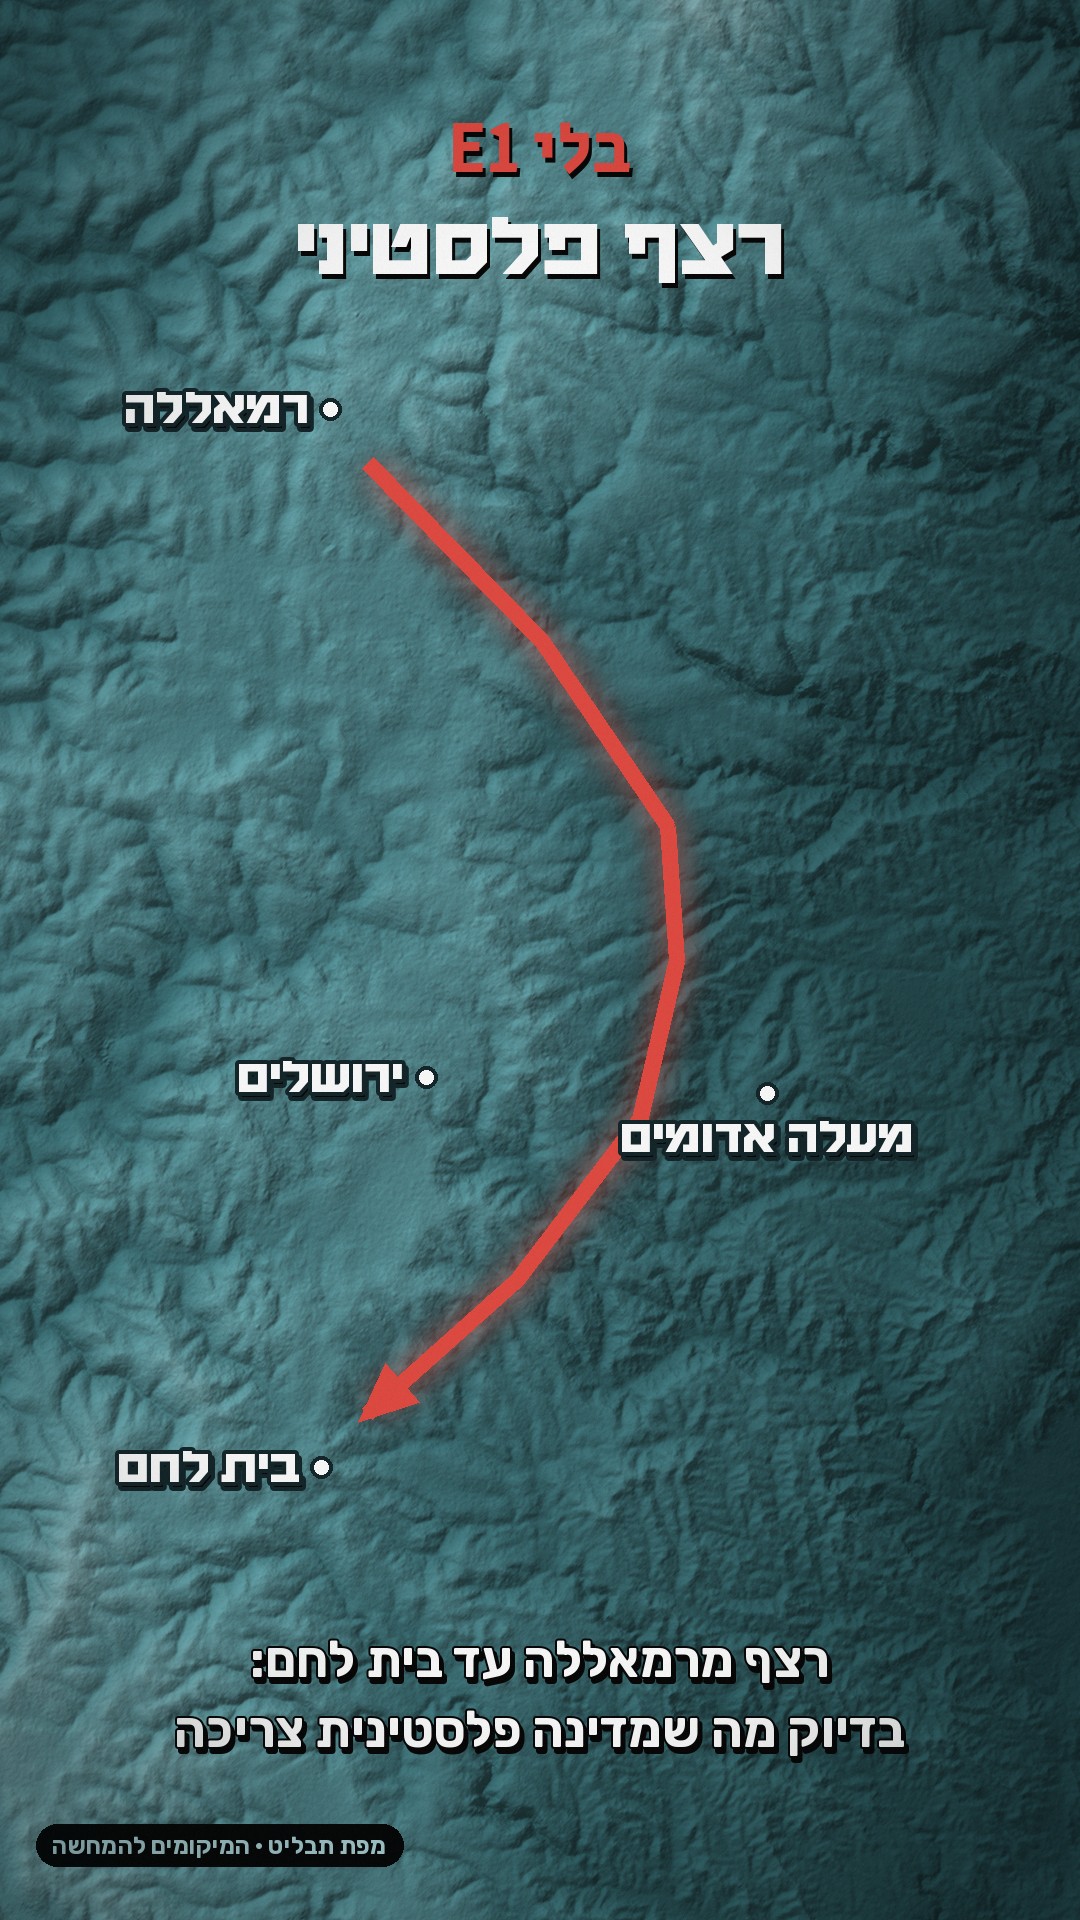 בלי E1
רצף פלסטיני
רמאללה
ירושלים
מעלה אדומים
בית לחם
רצף מרמאללה עד בית לחם:
בדיוק מה שמדינה פלסטינית צריכה
מפת תבליט • המיקומים להמחשה